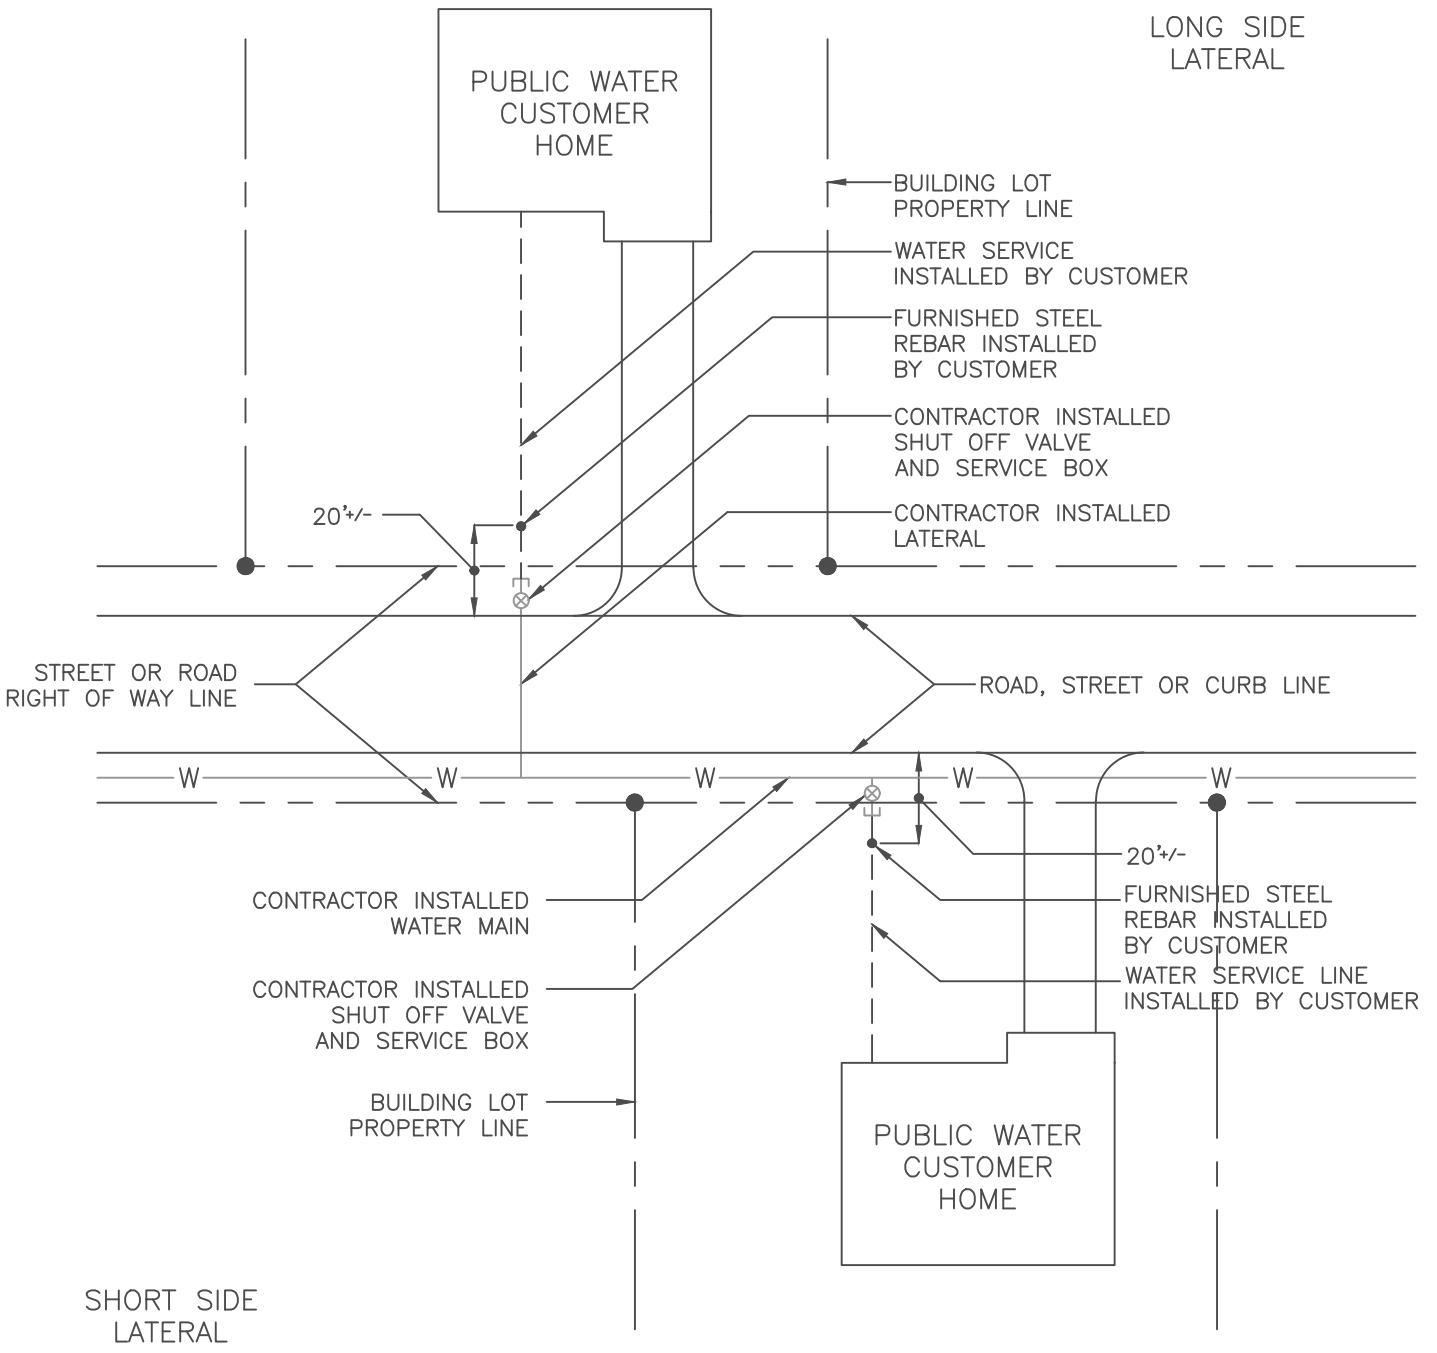 LONG SIDE
LATERAL
PUBLIC WATER
CUSTOMER
HOME
BUILDING LOT
PROPERTY LINE
WATER SERVICE
INSTALLED BY CUSTOMER
FURNISHED STEEL
REBAR INSTALLED
BY CUSTOMER
CONTRACTOR INSTALLED
SHUT OFF VALVE
AND SERVICE BOX
CONTRACTOR INSTALLED
LATERAL
20'+/-
STREET OR ROAD
RIGHT OF WAY LINE
ROAD, STREET OR CURB LINE
W W W W W
20'+/-
CONTRACTOR INSTALLED
WATER MAIN
FURNISHED STEEL
REBAR INSTALLED
BY CUSTOMER
WATER SERVICE LINE
INSTALLED BY CUSTOMER
CONTRACTOR INSTALLED
SHUT OFF VALVE
AND SERVICE BOX
BUILDING LOT
PROPERTY LINE
PUBLIC WATER
CUSTOMER
HOME
SHORT SIDE
LATERAL